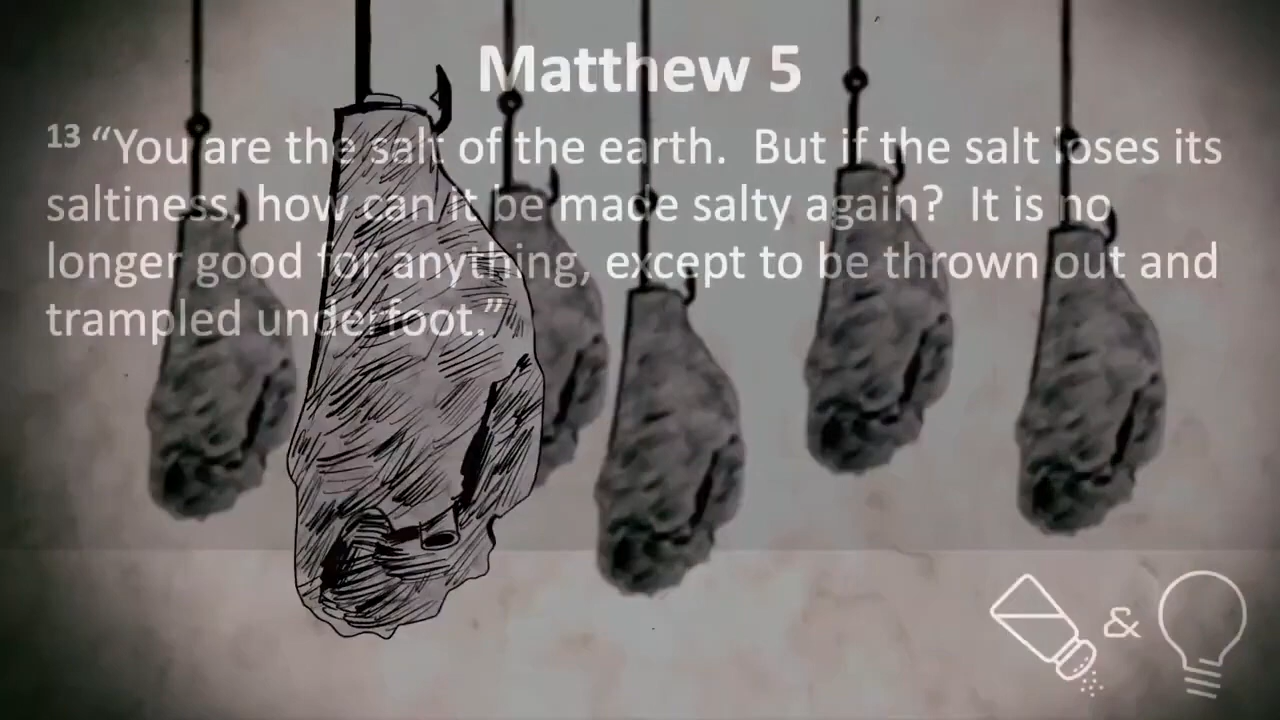 Matthew 5
13 “You are the salt of the earth.  But if the salt loses its
saltiness, how can it be made salty again?  It is no
longer good for anything, except to be thrown out and
trampled underfoot.”
&